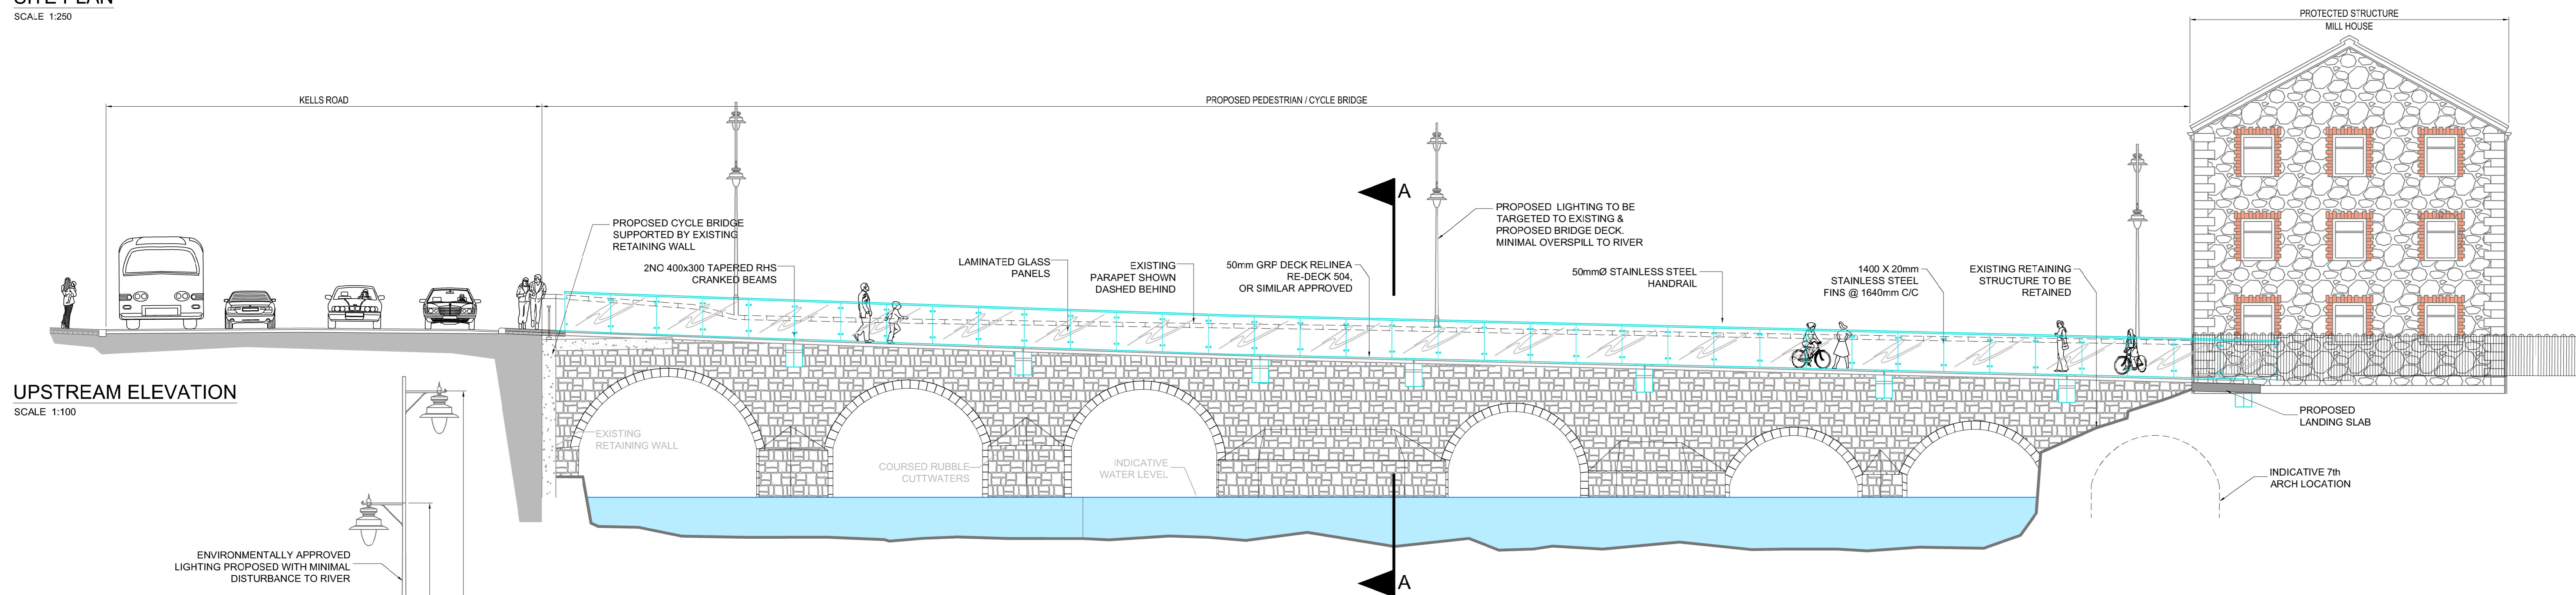 SITE PLAN
SCALE 1:250
PROTECTED STRUCTURE
MILL HOUSE
KELLS ROAD
PROPOSED PEDESTRIAN / CYCLE BRIDGE
A
PROPOSED CYCLE BRIDGE
SUPPORTED BY EXISTING
RETAINING WALL
2NO 400x300 TAPERED RHS
CRANKED BEAMS
LAMINATED GLASS
PANELS
EXISTING
PARAPET SHOWN
DASHED BEHIND
50mm GRP DECK RELINEA
RE-DECK 504,
OR SIMILAR APPROVED
PROPOSED LIGHTING TO BE
TARGETED TO EXISTING &
PROPOSED BRIDGE DECK.
MINIMAL OVERSPILL TO RIVER
50mmØ STAINLESS STEEL
HANDRAIL
1400 X 20mm
STAINLESS STEEL
FINS @ 1640mm C/C
EXISTING RETAINING
STRUCTURE TO BE
RETAINED
UPSTREAM ELEVATION
SCALE 1:100
EXISTING
RETAINING WALL
COURSED RUBBLE
CUTTWATERS
INDICATIVE
WATER LEVEL
PROPOSED
LANDING SLAB
INDICATIVE 7th
ARCH LOCATION
ENVIRONMENTALLY APPROVED
LIGHTING PROPOSED WITH MINIMAL
DISTURBANCE TO RIVER
A